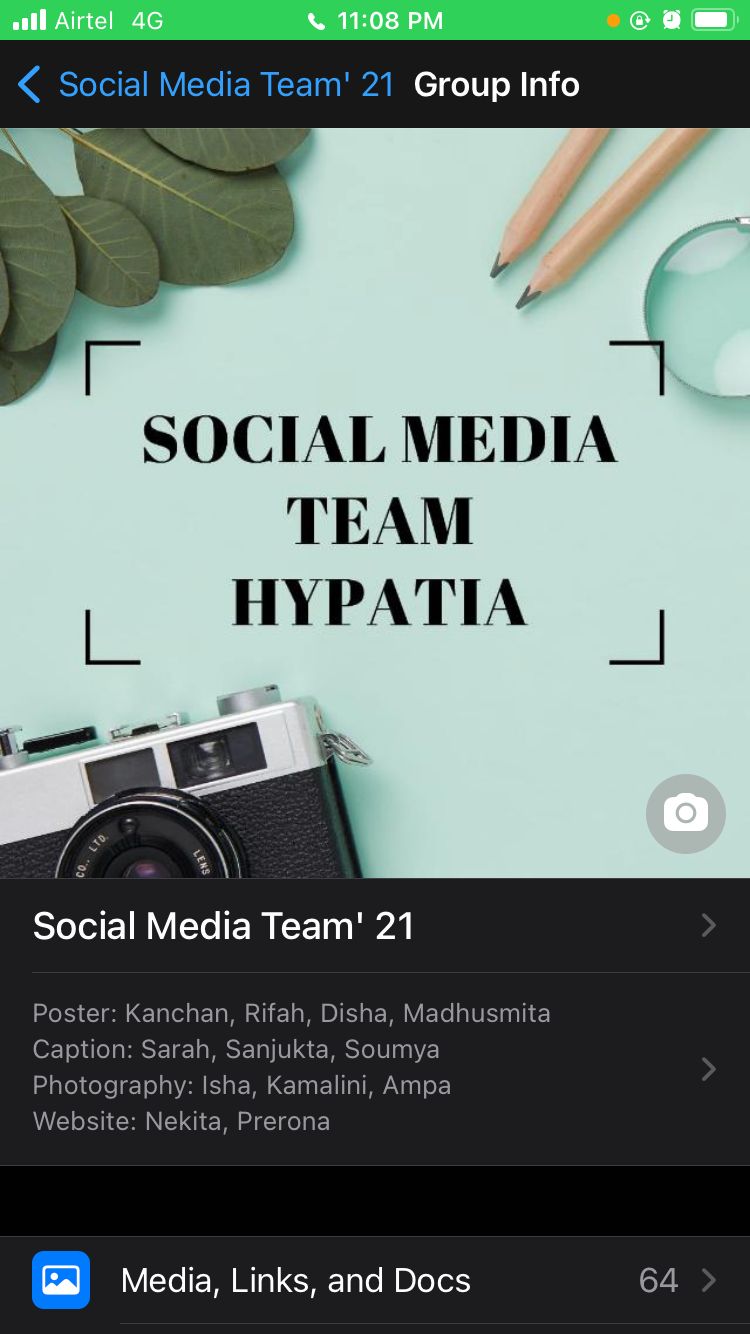 Airtel 4G 11:08 PM
Social Media Team' 21 Group Info
SOCIAL MEDIA
TEAM
HYPATIA
CO., LTD.
LENS
Social Media Team' 21
Poster: Kanchan, Rifah, Disha, Madhusmita
Caption: Sarah, Sanjukta, Soumya
Photography: Isha, Kamalini, Ampa
Website: Nekita, Prerona
Media, Links, and Docs 64